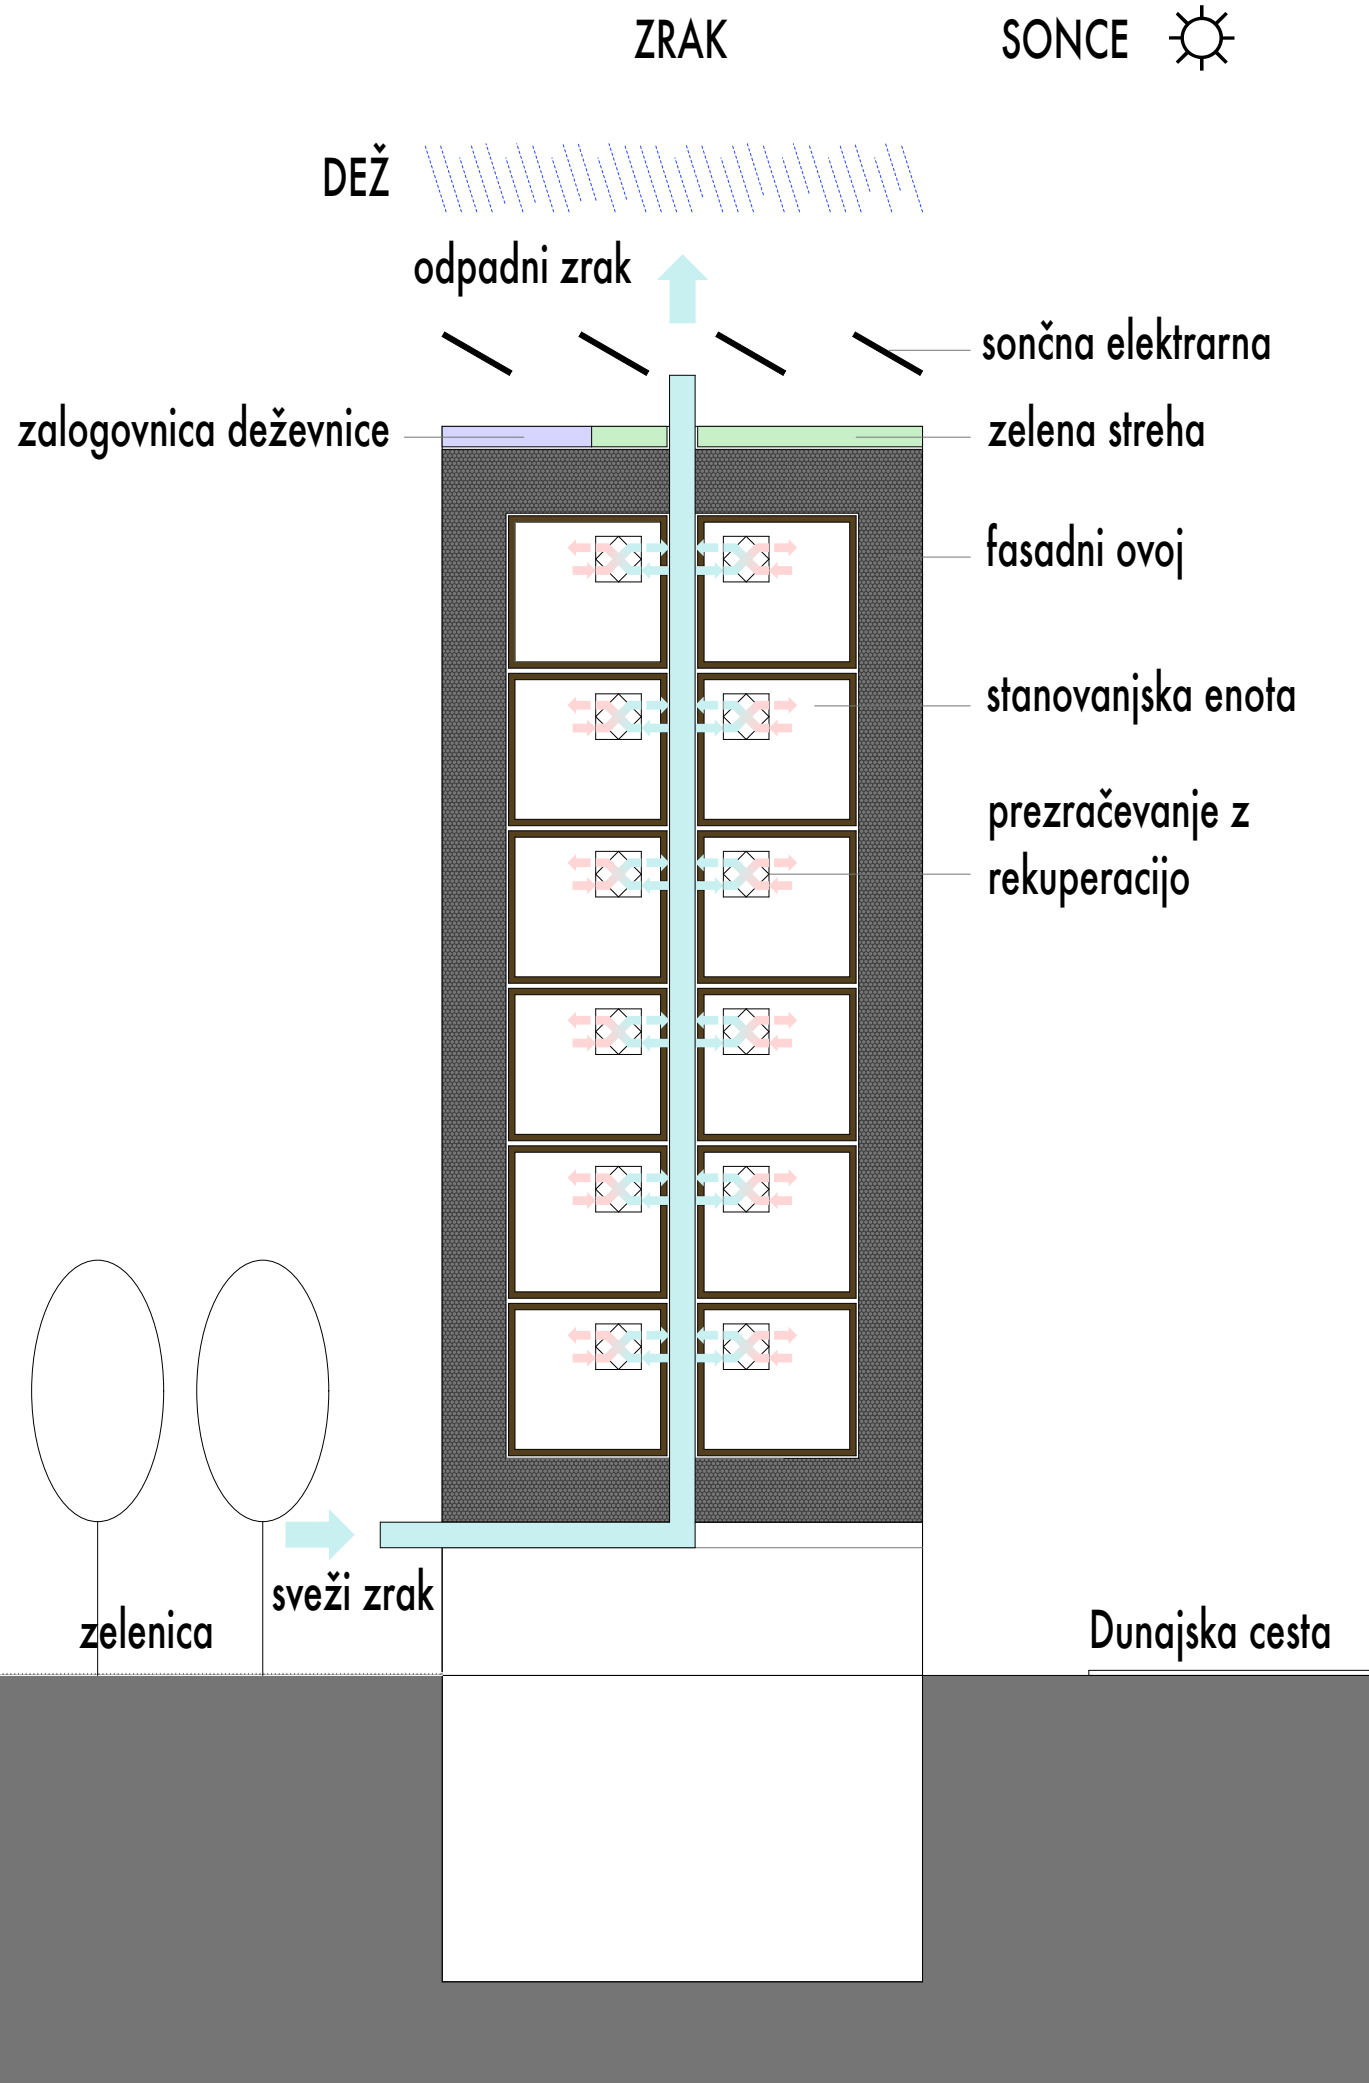 ZRAK
SONCE
DEŽ
odpadni zrak
sončna elektrarna
zalogovnica deževnice
zelena streha
fasadni ovoj
stanovanjska enota
prezračevanje z
rekuperacijo
sveži zrak
zelenica
Dunajska cesta